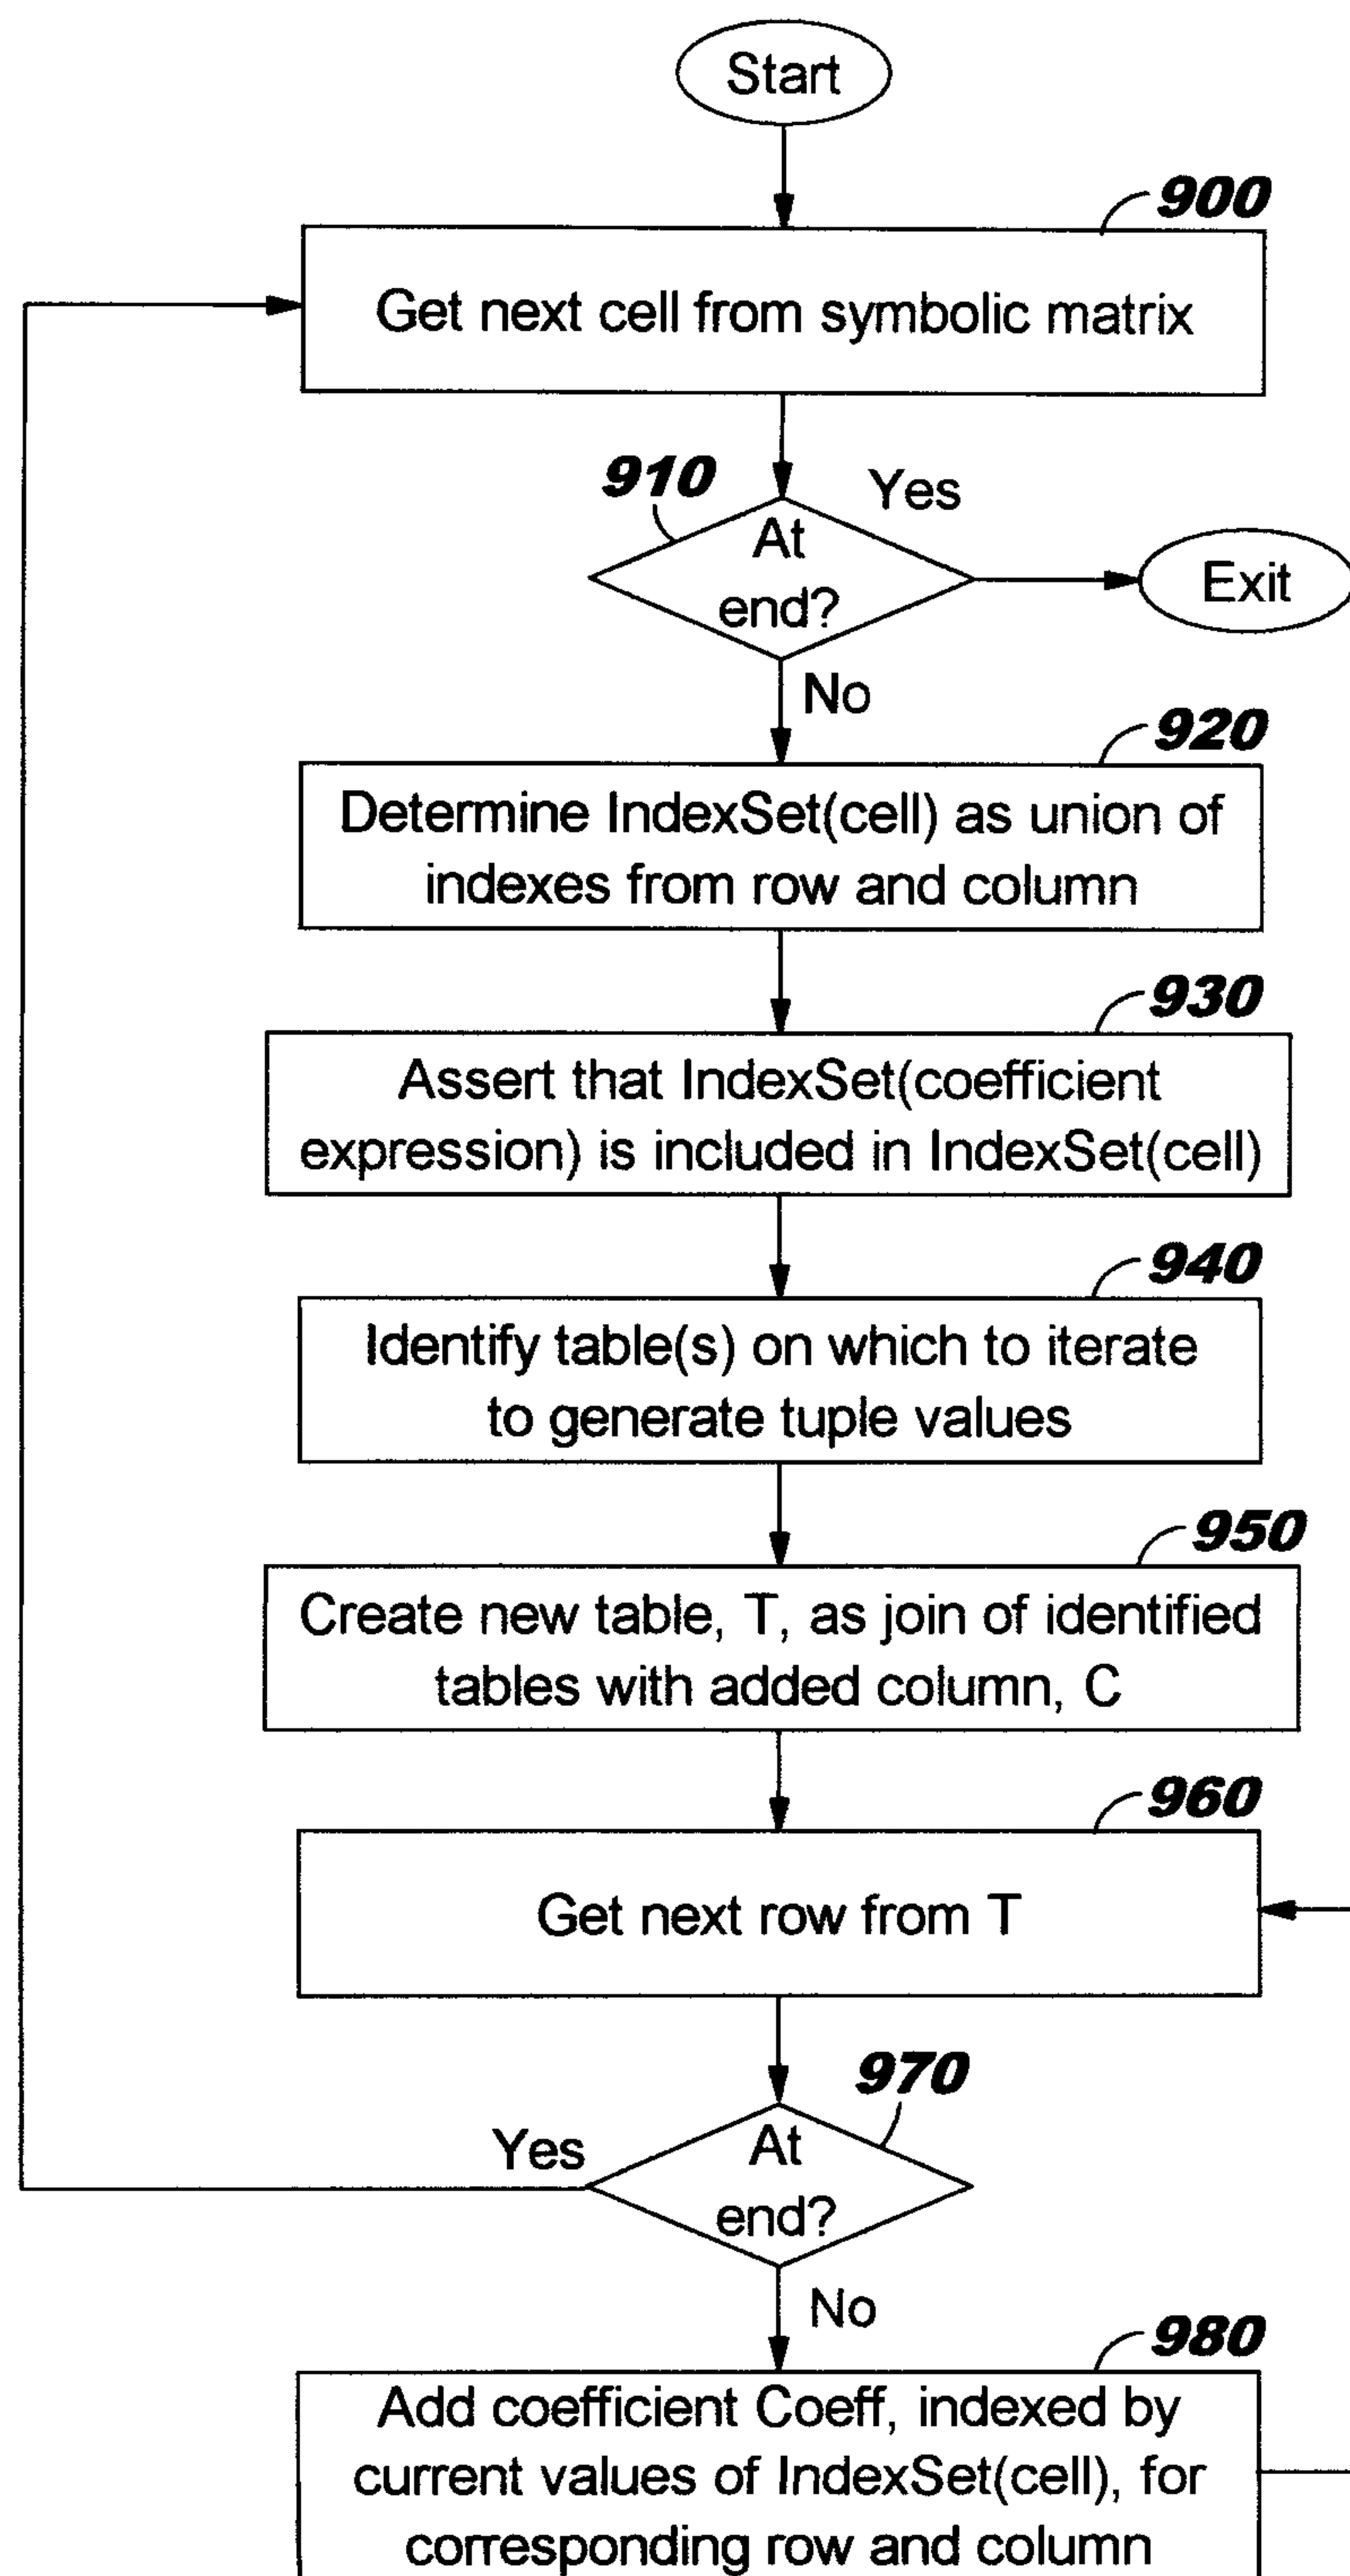 Start
900
Get next cell from symbolic matrix
910
Yes
At
end?
Exit
No
920
Determine IndexSet(cell) as union of
indexes from row and column
930
Assert that IndexSet(coefficient
expression) is included in IndexSet(cell)
940
Identify table(s) on which to iterate
to generate tuple values
950
Create new table, T, as join of identified
tables with added column, C
960
Get next row from T
970
Yes
At
end?
No
980
Add coefficient Coeff, indexed by
current values of IndexSet(cell), for
corresponding row and column